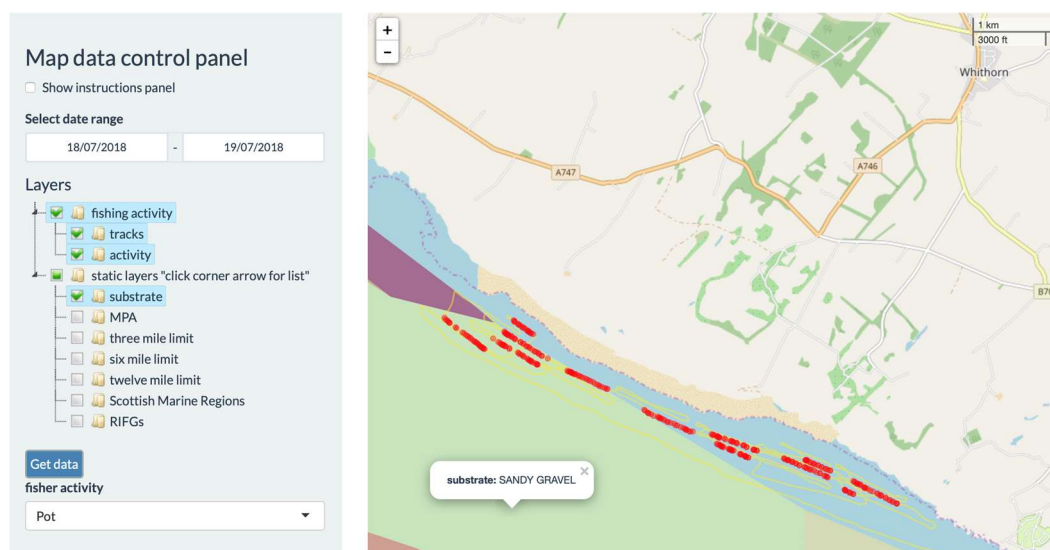 Map data control panel
Show instructions panel
Select date range
18/07/2018 - 19/07/2018
Layers
fishing activity
tracks
activity
static layers "click corner arrow for list"
substrate
MPA
three mile limit
six mile limit
twelve mile limit
Scottish Marine Regions
RIFGs
Get data
fisher activity
Pot
+
−
1 km
3000 ft
Whithorn
A747
A746
substrate: SANDY GRAVEL ×